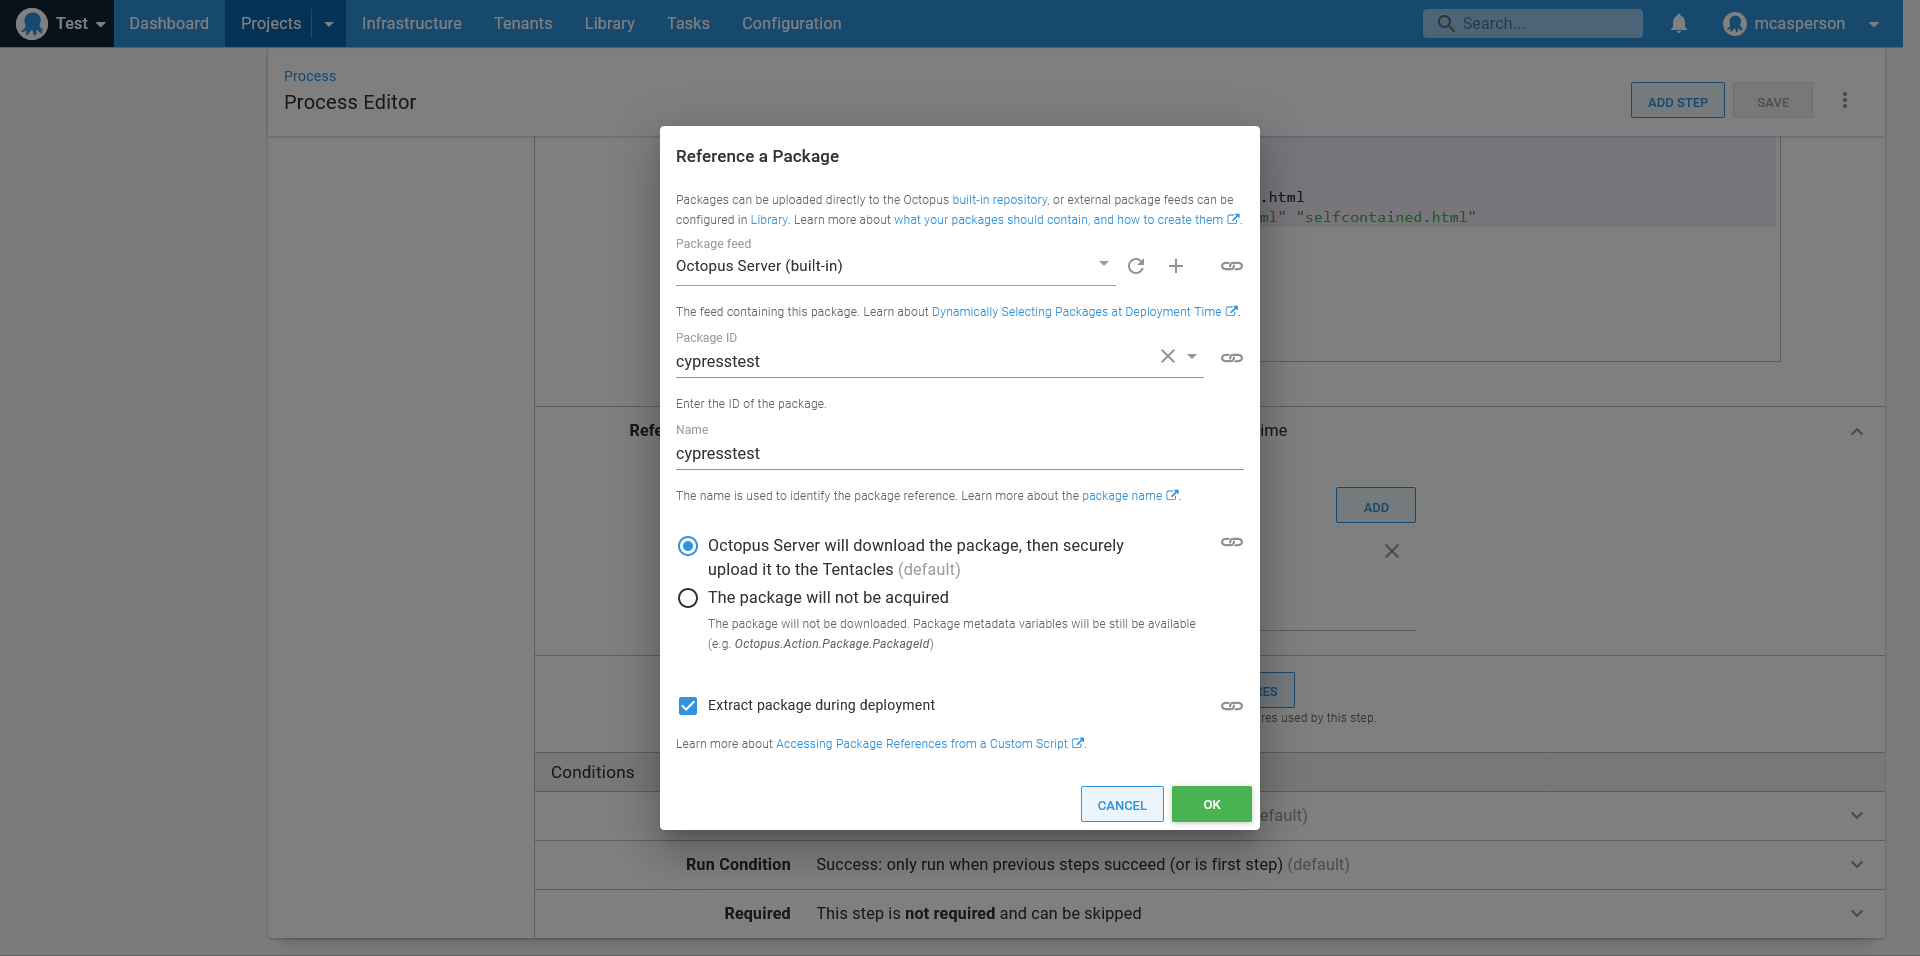 Test
Dashboard
Projects
Infrastructure
Tenants
Library
Tasks
Configuration
Search...
mcasperson
Process
Process Editor
ADD STEP
SAVE
Reference a Package
Packages can be uploaded directly to the Octopus built-in repository, or external package feeds can be
configured in Library. Learn more about what your packages should contain, and how to create them.
.html
ml" "selfcontained.html"
Package feed
Octopus Server (built-in)
The feed containing this package. Learn about Dynamically Selecting Packages at Deployment Time.
Package ID
cypresstest
Enter the ID of the package.
Refe
ime
Name
cypresstest
The name is used to identify the package reference. Learn more about the package name.
ADD
Octopus Server will download the package, then securely
upload it to the Tentacles (default)
The package will not be acquired
The package will not be downloaded. Package metadata variables will be still be available
(e.g. Octopus.Action.Package.PackageId)
RES
res used by this step.
Extract package during deployment
Learn more about Accessing Package References from a Custom Script.
Conditions
CANCEL
OK
efault)
Run Condition
Success: only run when previous steps succeed (or is first step) (default)
Required
This step is not required and can be skipped